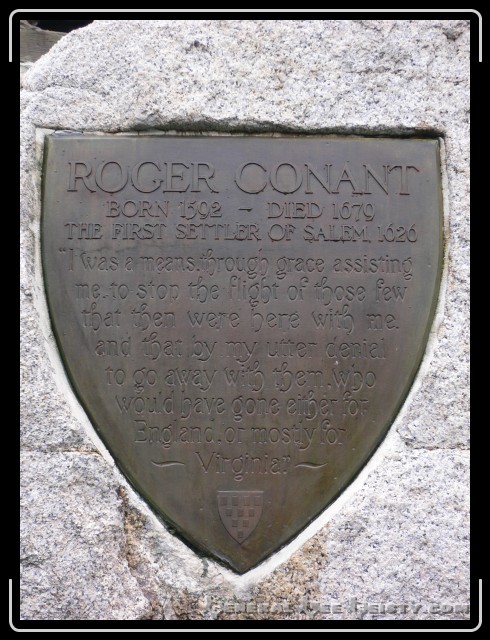 ROGER CONANT
BORN 1592 – DIED 1679
THE FIRST SETTLER OF SALEM, 1626
"I was a means, through grace assisting
me, to stop the flight of those few
that then were here with me,
and that by my utter denial
to go away with them, who
would have gone either for
England, or mostly for
~ Virginia" ~